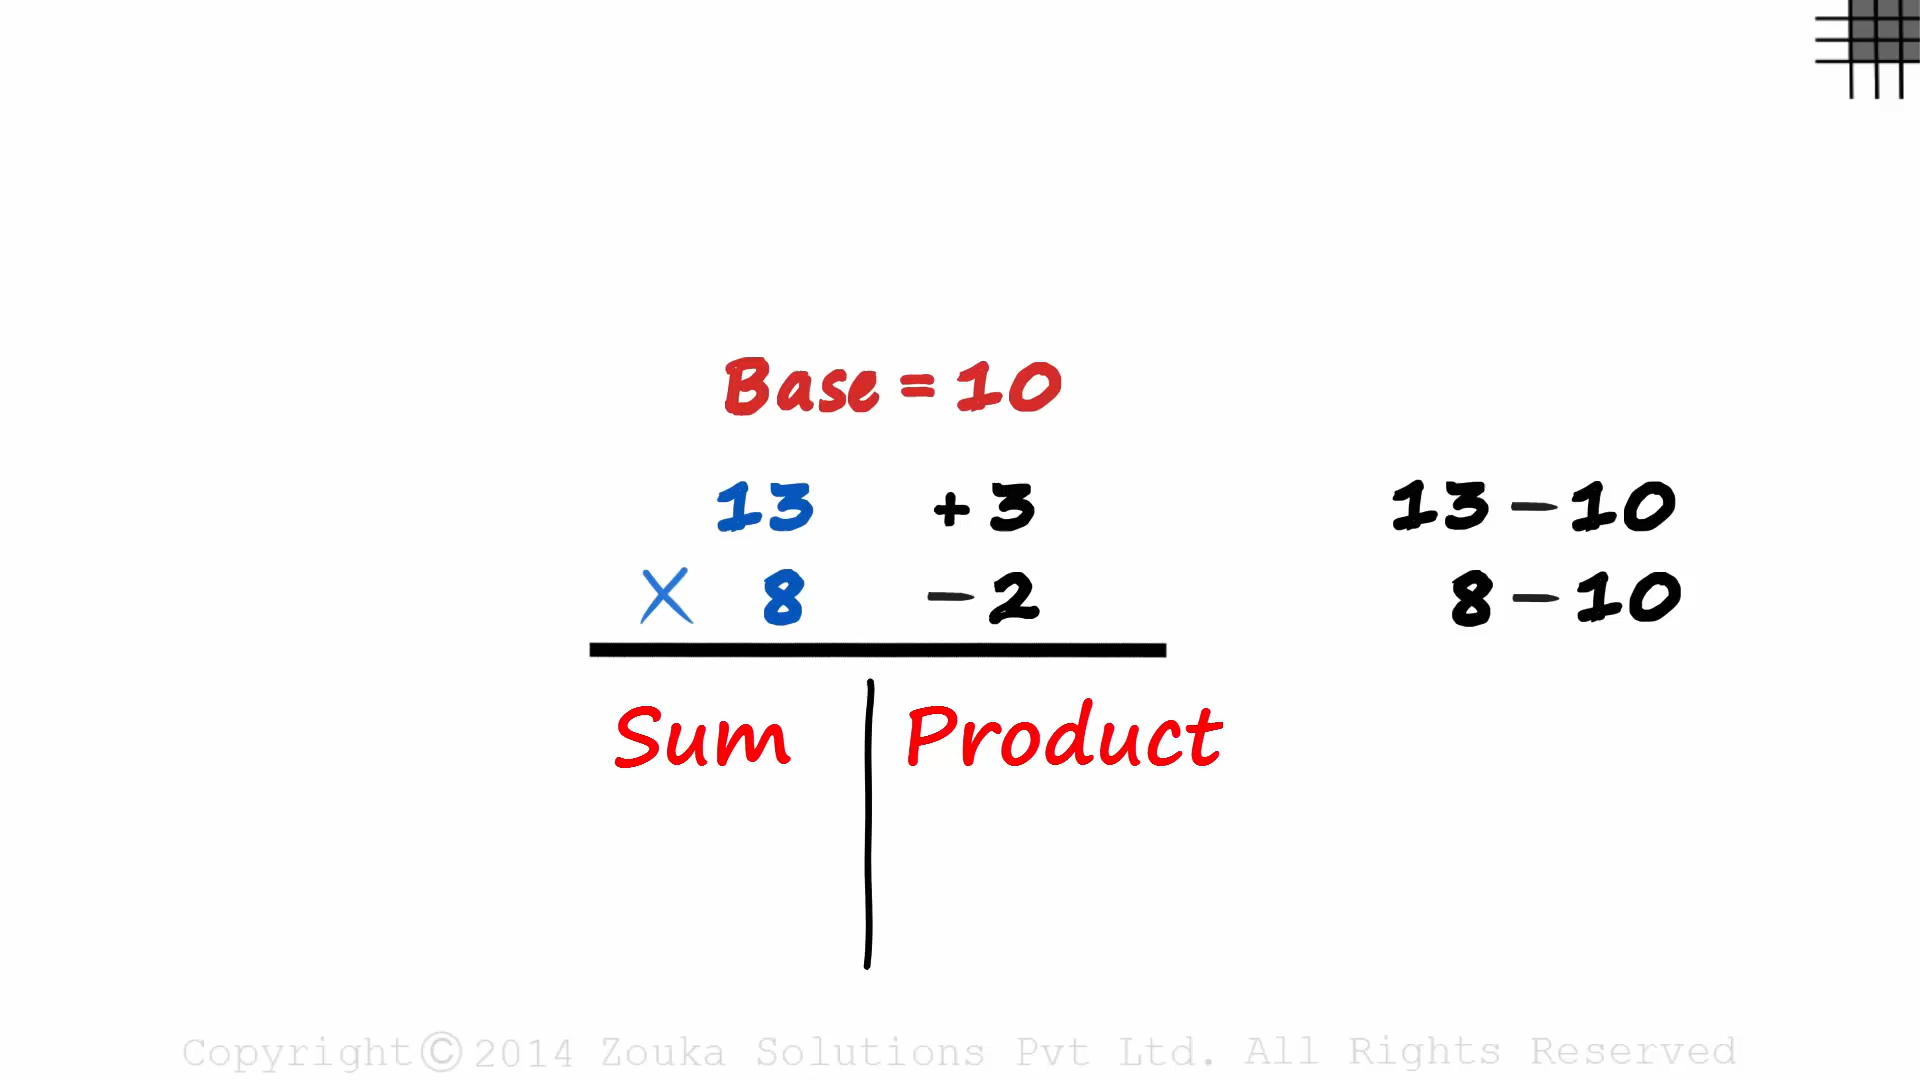 Base = 10
13 + 3 13 – 10
× 8 – 2 8 – 10
Sum Product
Copyright©2014 Zouka Solutions Pvt Ltd. All Rights Reserved